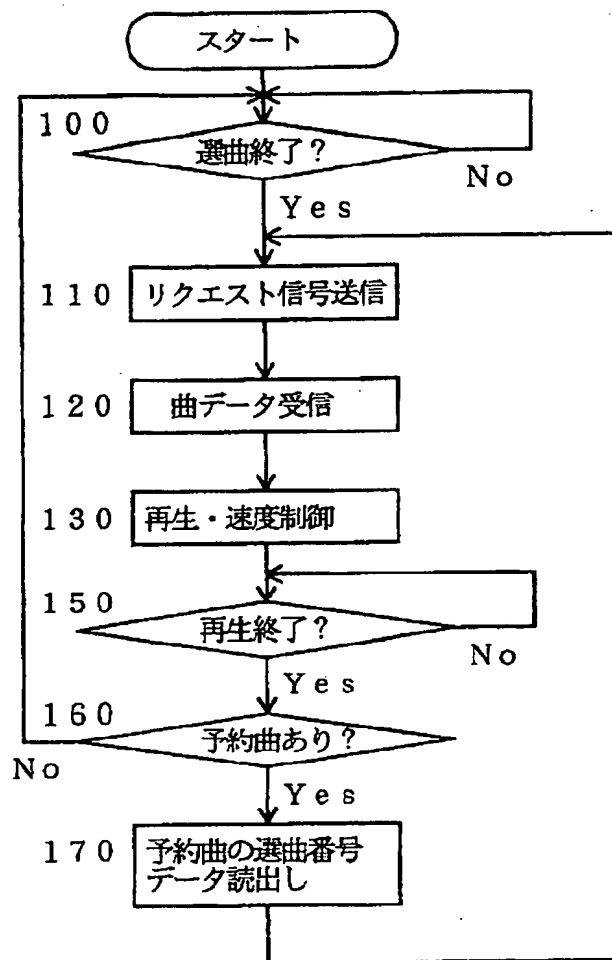 スタート
100
選曲終了?
No
Yes
110
リクエスト信号送信
120
曲データ受信
130
再生・速度制御
150
再生終了?
No
Yes
160
予約曲あり?
No
Yes
170
予約曲の選曲番号
データ読出し